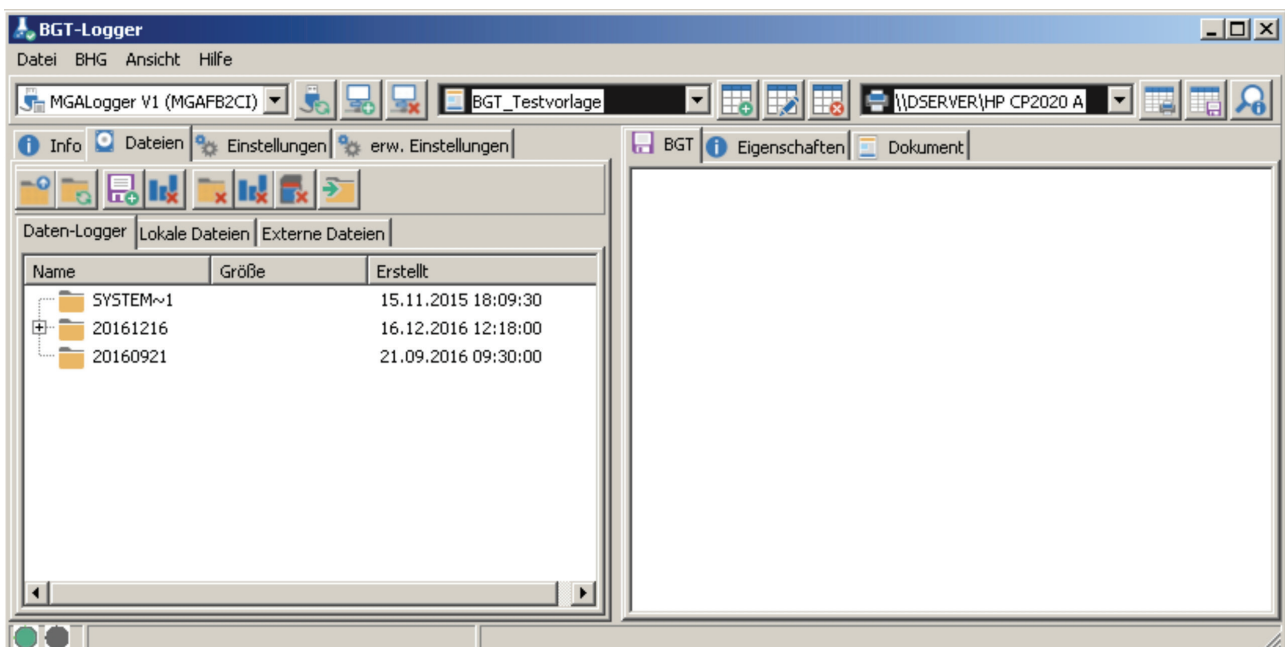 BGT-Logger
Datei BHG Ansicht Hilfe
MGALogger V1 (MGAFB2CI) BGT_Testvorlage \\DSERVER\HP CP2020 A
Info Dateien Einstellungen erw. Einstellungen BGT Eigenschaften Dokument
Daten-Logger Lokale Dateien Externe Dateien
Name Größe Erstellt
SYSTEM~1 15.11.2015 18:09:30
20161216 16.12.2016 12:18:00
20160921 21.09.2016 09:30:00